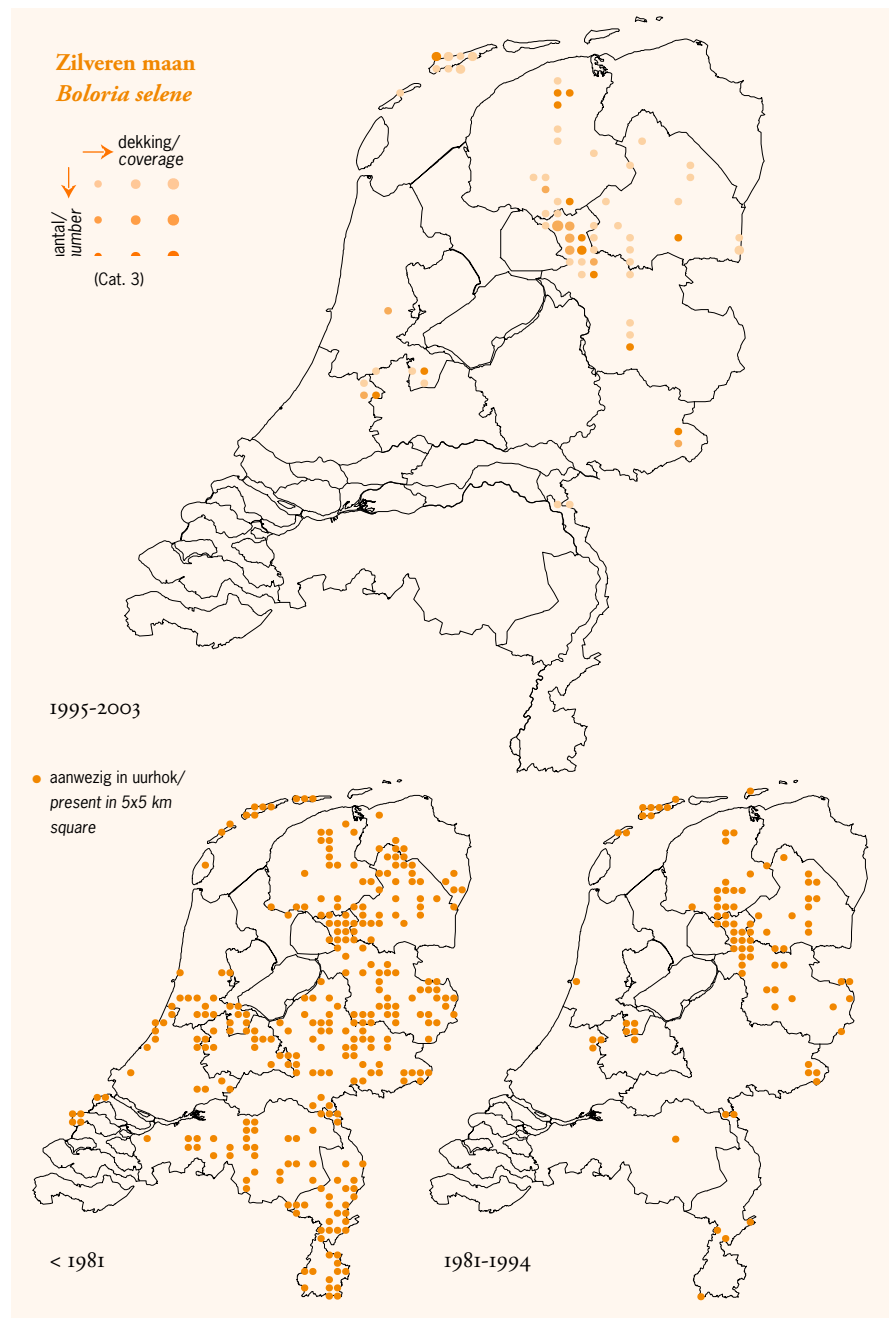 Zilveren maan
Boloria selene
dekking/
coverage
(Cat. 3)
1995-2003
aanwezig in uurhok/
present in 5x5 km
square
< 1981
1981-1994